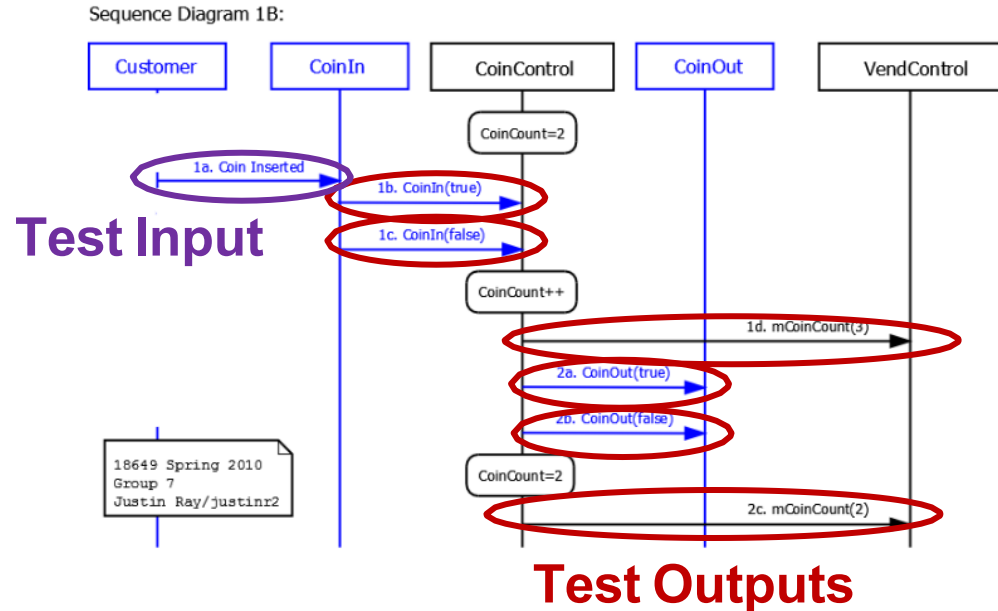 Sequence Diagram 1B:
Customer
CoinIn
CoinControl
CoinOut
VendControl
CoinCount=2
1a. Coin Inserted
1b. CoinIn(true)
Test Input
1c. CoinIn(false)
CoinCount++
1d. mCoinCount(3)
2a. CoinOut(true)
2b. CoinOut(false)
18649 Spring 2010
Group 7
Justin Ray/justinr2
CoinCount=2
2c. mCoinCount(2)
Test Outputs